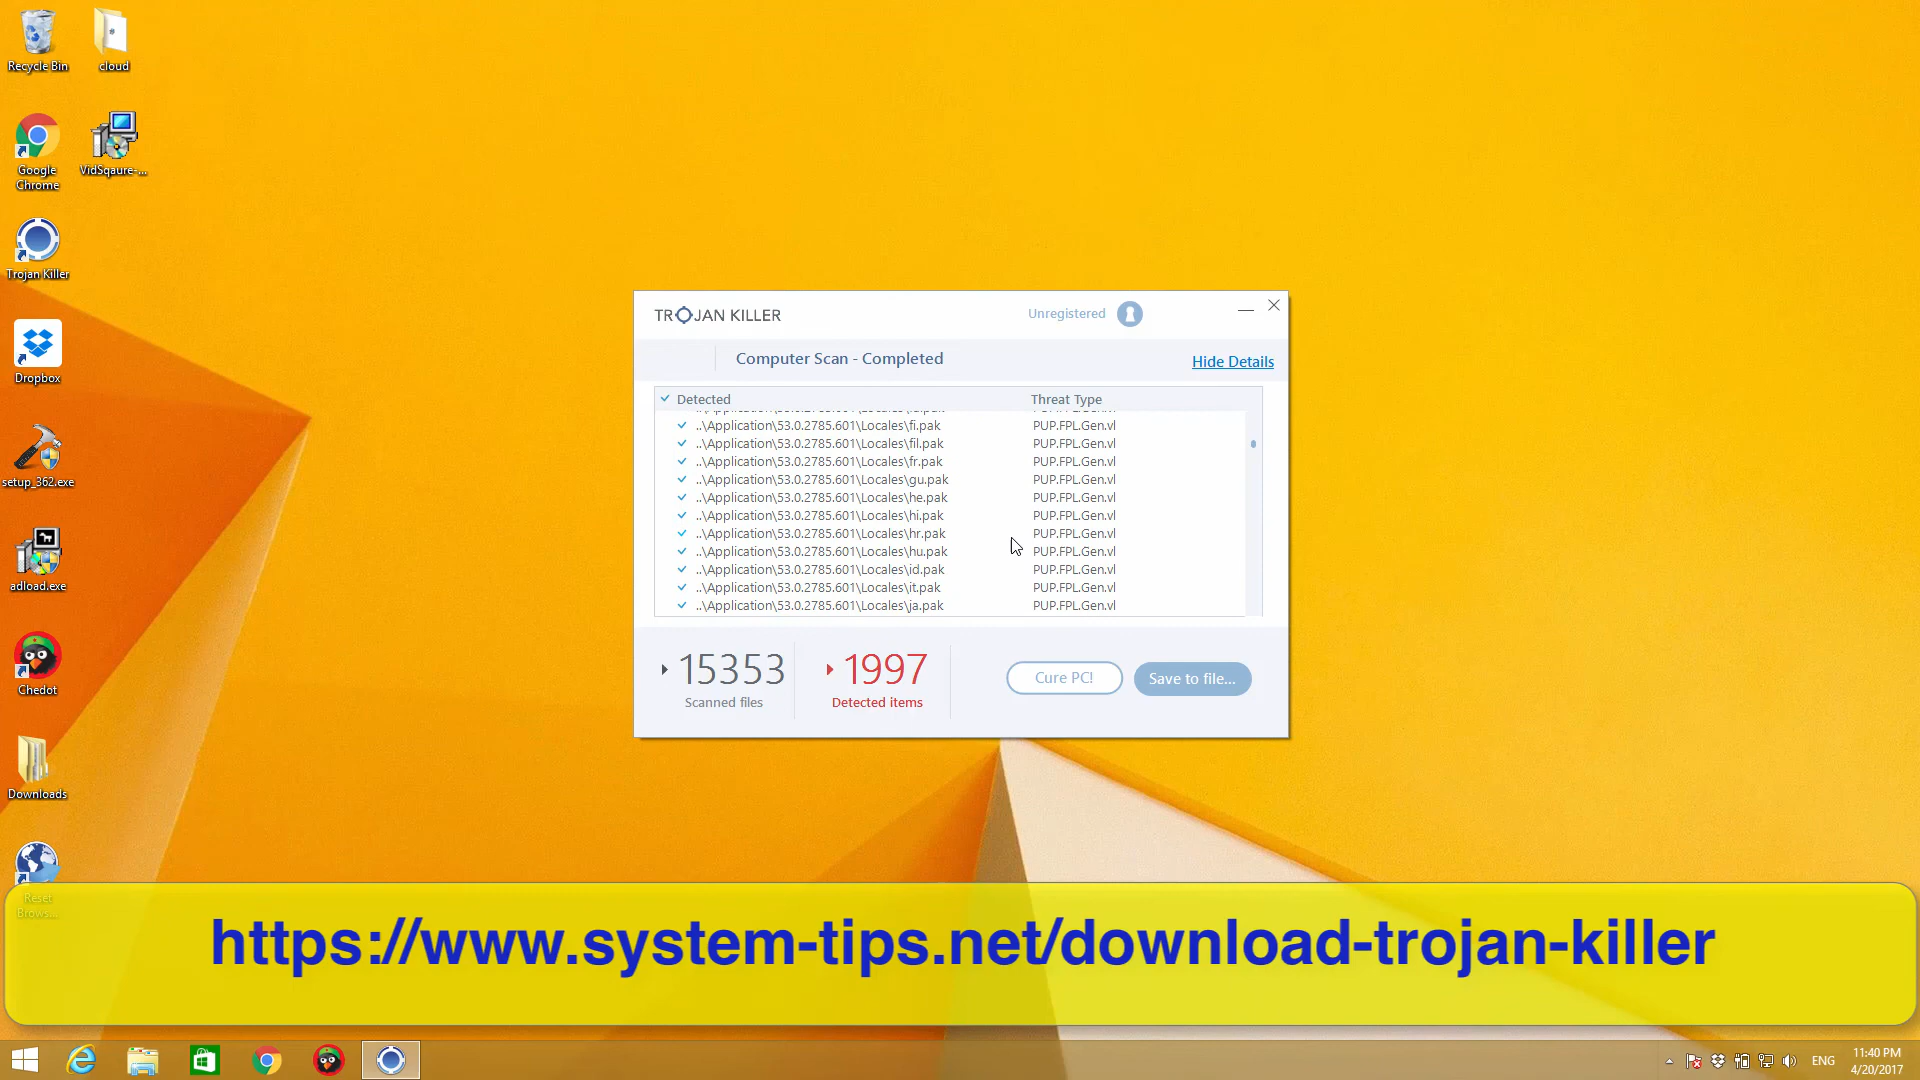 Recycle Bin
cloud
Google
Chrome
VidSqaure-...
Trojan Killer
Dropbox
setup_362.exe
adload.exe
Chedot
Downloads
Reset
Brows...
TROJAN KILLER
Unregistered
Computer Scan - Completed
Hide Details
Detected Threat Type
..\Application\53.0.2785.601\Locales\fi.pak PUP.FPL.Gen.vl
..\Application\53.0.2785.601\Locales\fil.pak PUP.FPL.Gen.vl
..\Application\53.0.2785.601\Locales\fr.pak PUP.FPL.Gen.vl
..\Application\53.0.2785.601\Locales\gu.pak PUP.FPL.Gen.vl
..\Application\53.0.2785.601\Locales\he.pak PUP.FPL.Gen.vl
..\Application\53.0.2785.601\Locales\hi.pak PUP.FPL.Gen.vl
..\Application\53.0.2785.601\Locales\hr.pak PUP.FPL.Gen.vl
..\Application\53.0.2785.601\Locales\hu.pak PUP.FPL.Gen.vl
..\Application\53.0.2785.601\Locales\id.pak PUP.FPL.Gen.vl
..\Application\53.0.2785.601\Locales\it.pak PUP.FPL.Gen.vl
..\Application\53.0.2785.601\Locales\ja.pak PUP.FPL.Gen.vl
15353
Scanned files
1997
Detected items
Cure PC!
Save to file...
https://www.system-tips.net/download-trojan-killer
ENG
11:40 PM
4/20/2017